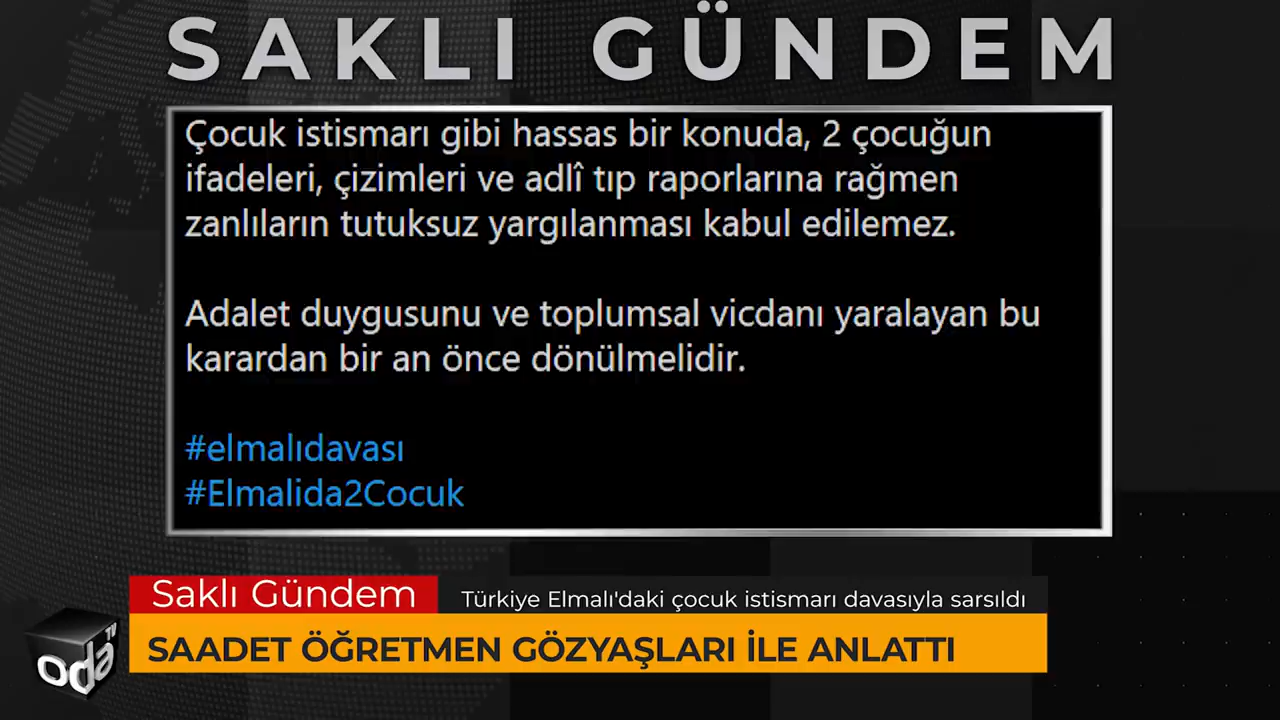 SAKLI GÜNDEM
Çocuk istismarı gibi hassas bir konuda, 2 çocuğun
ifadeleri, çizimleri ve adlî tıp raporlarına rağmen
zanlıların tutuksuz yargılanması kabul edilemez.
Adalet duygusunu ve toplumsal vicdanı yaralayan bu
karardan bir an önce dönülmelidir.
#elmalıdavası
#Elmalida2Cocuk
Saklı Gündem
Türkiye Elmalı'daki çocuk istismarı davasıyla sarsıldı
SAADET ÖĞRETMEN GÖZYAŞLARI İLE ANLATTI
oda TV